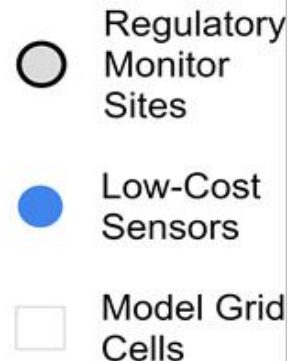 Regulatory
Monitor
Sites
Low-Cost
Sensors
Model Grid
Cells